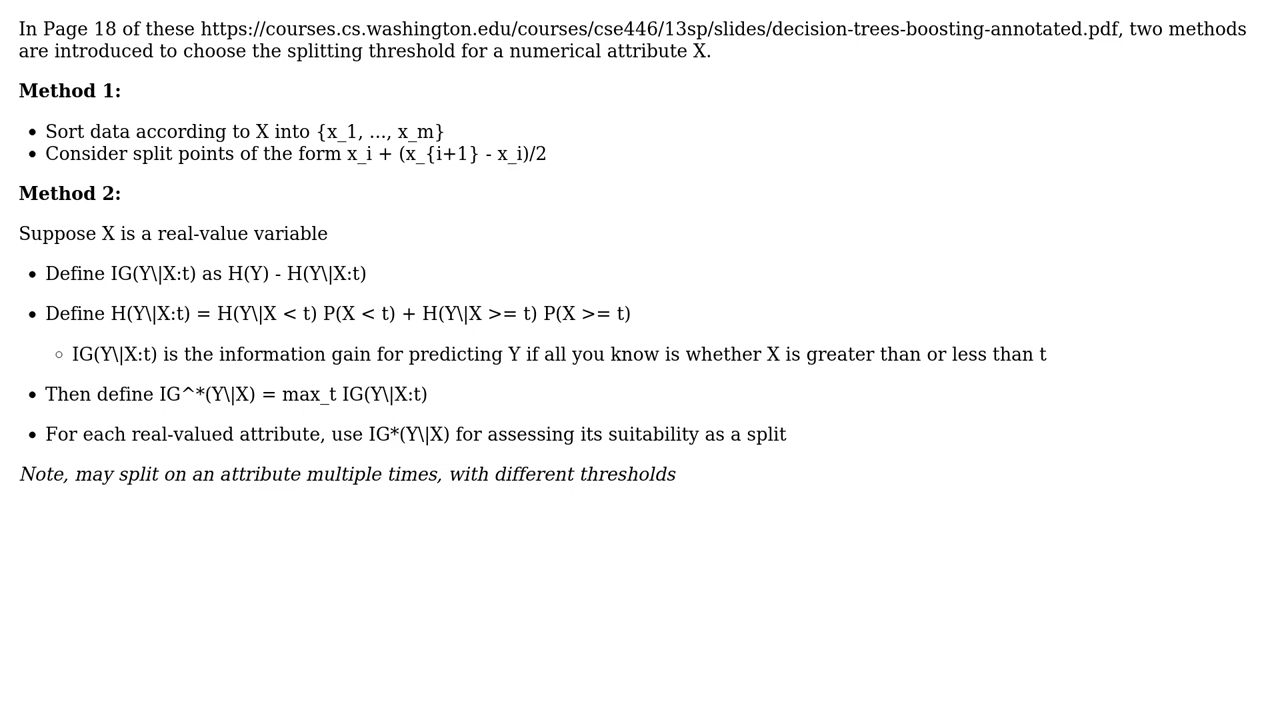 In Page 18 of these https://courses.cs.washington.edu/courses/cse446/13sp/slides/decision-trees-boosting-annotated.pdf, two methods
are introduced to choose the splitting threshold for a numerical attribute X.
Method 1:
• Sort data according to X into {x_1, ..., x_m}
• Consider split points of the form x_i + (x_{i+1} - x_i)/2
Method 2:
Suppose X is a real-value variable
• Define IG(Y\|X:t) as H(Y) - H(Y\|X:t)
• Define H(Y\|X:t) = H(Y\|X < t) P(X < t) + H(Y\|X >= t) P(X >= t)
◦ IG(Y\|X:t) is the information gain for predicting Y if all you know is whether X is greater than or less than t
• Then define IG^*(Y\|X) = max_t IG(Y\|X:t)
• For each real-valued attribute, use IG*(Y\|X) for assessing its suitability as a split
Note, may split on an attribute multiple times, with different thresholds